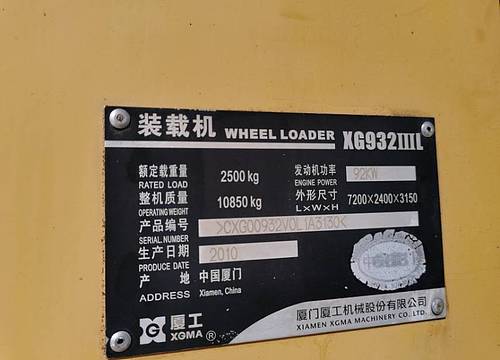 装载机 WHEEL LOADER XG932IIIL
额定载重量 2500kg 发动机功率 92KW
RATED LOAD ENGINE POWER
整机质量 10850kg 外形尺寸 7200×2400×3150
OPERATING WEIGHT L×W×H
产品编号 >CXG00932V0L1A3130<
SERIAL NUMBER
生产日期 2010
PRODUCE DATE
产 地 中国厦门
ADDRESS Xiamen, China
厦工
XGMA ®
厦门厦工机械股份有限公司
XIAMEN XGMA MACHINERY CO., LTD.